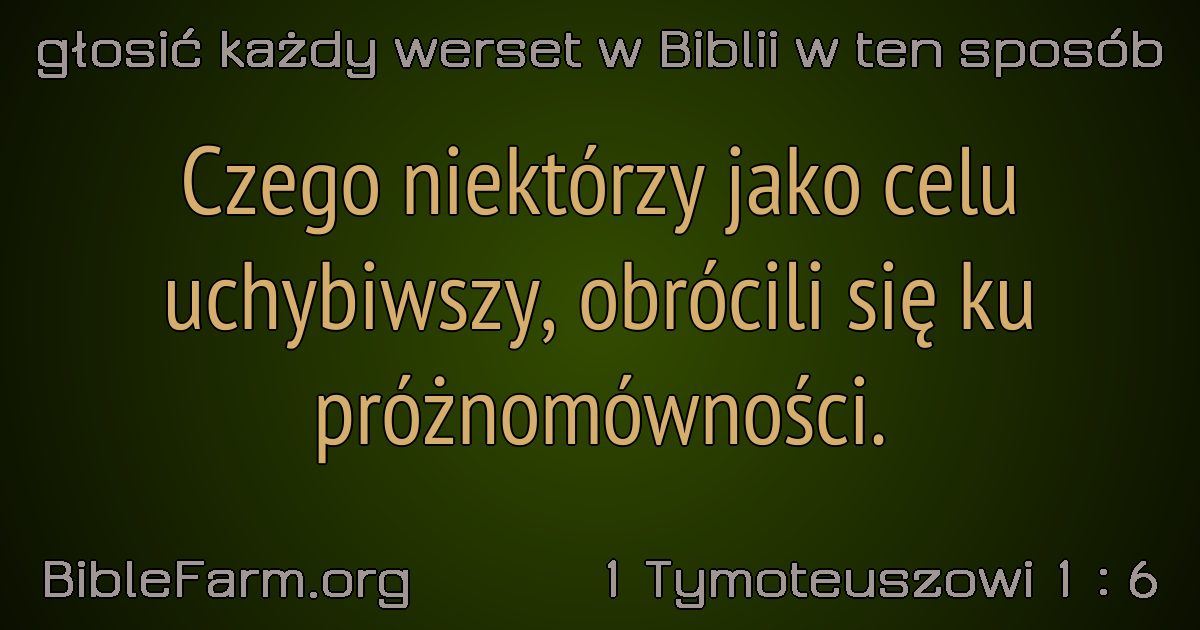 głosić każdy werset w Biblii w ten sposób
Czego niektórzy jako celu
uchybiwszy, obrócili się ku
próżnomówności.
BibleFarm.org
1 Tymoteuszowi 1 : 6